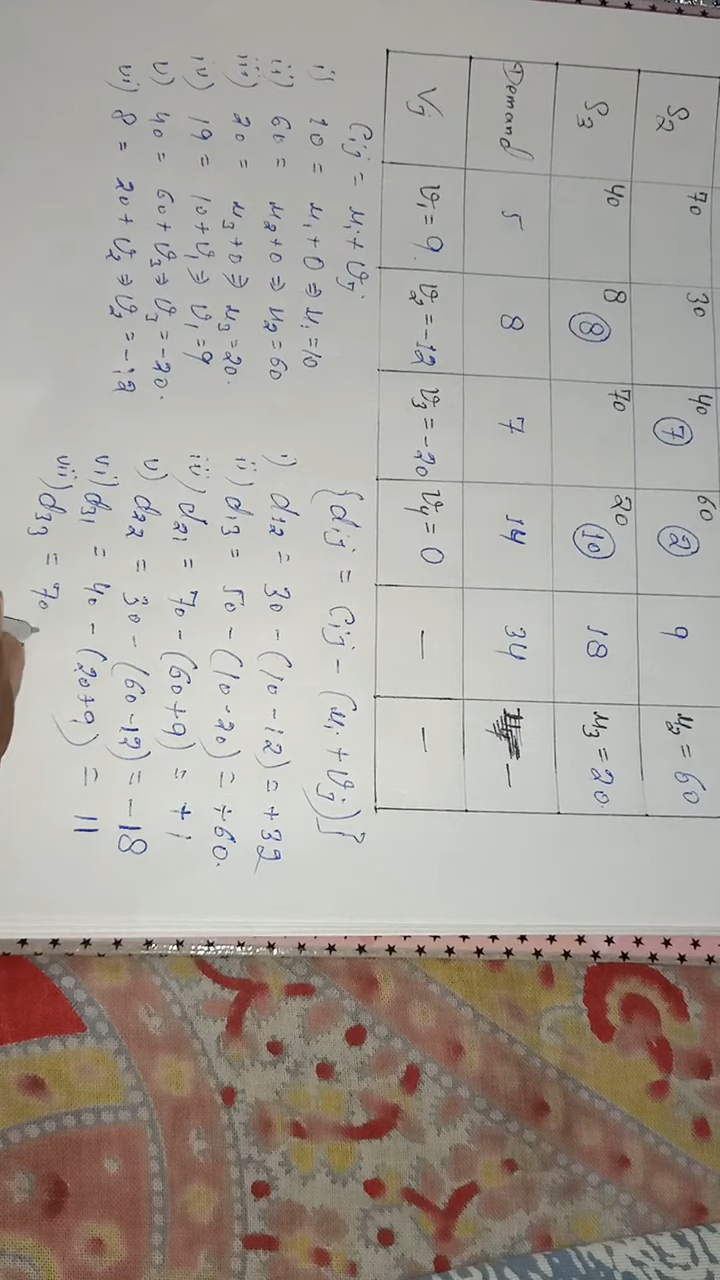 S2 70 30 40 ⑦ 60 ② 9 u2 = 60
S3 40 8 ⑧ 70 20 ⑩ 18 u3 = 20
Demand 5 8 7 14 34 –
Vj v1 = 9. v2 = -12 v3 = -20 v4 = 0 — —
Cij = ui + vj
i) 10 = u1 + 0 ⇒ u1 = 10
ii) 60 = u2 + 0 ⇒ u2 = 60
iii) 20 = u3 + 0 ⇒ u3 = 20.
iv) 19 = 10 + v1 ⇒ v1 = 9
v) 40 = 60 + v3 ⇒ v3 = -20.
vi) 8 = 20 + v2 ⇒ v2 = -12
{dij = Cij - (ui + vj)}
i) d12 = 30 - (10 - 12) = +32
ii) d13 = 50 - (10 - 20) = +60.
iii) d21 = 70 - (60 + 9) = +1
v) d22 = 30 - (60 - 12) = -18
vi) d31 = 40 - (20 + 9) = 11
vii) d33 = 70